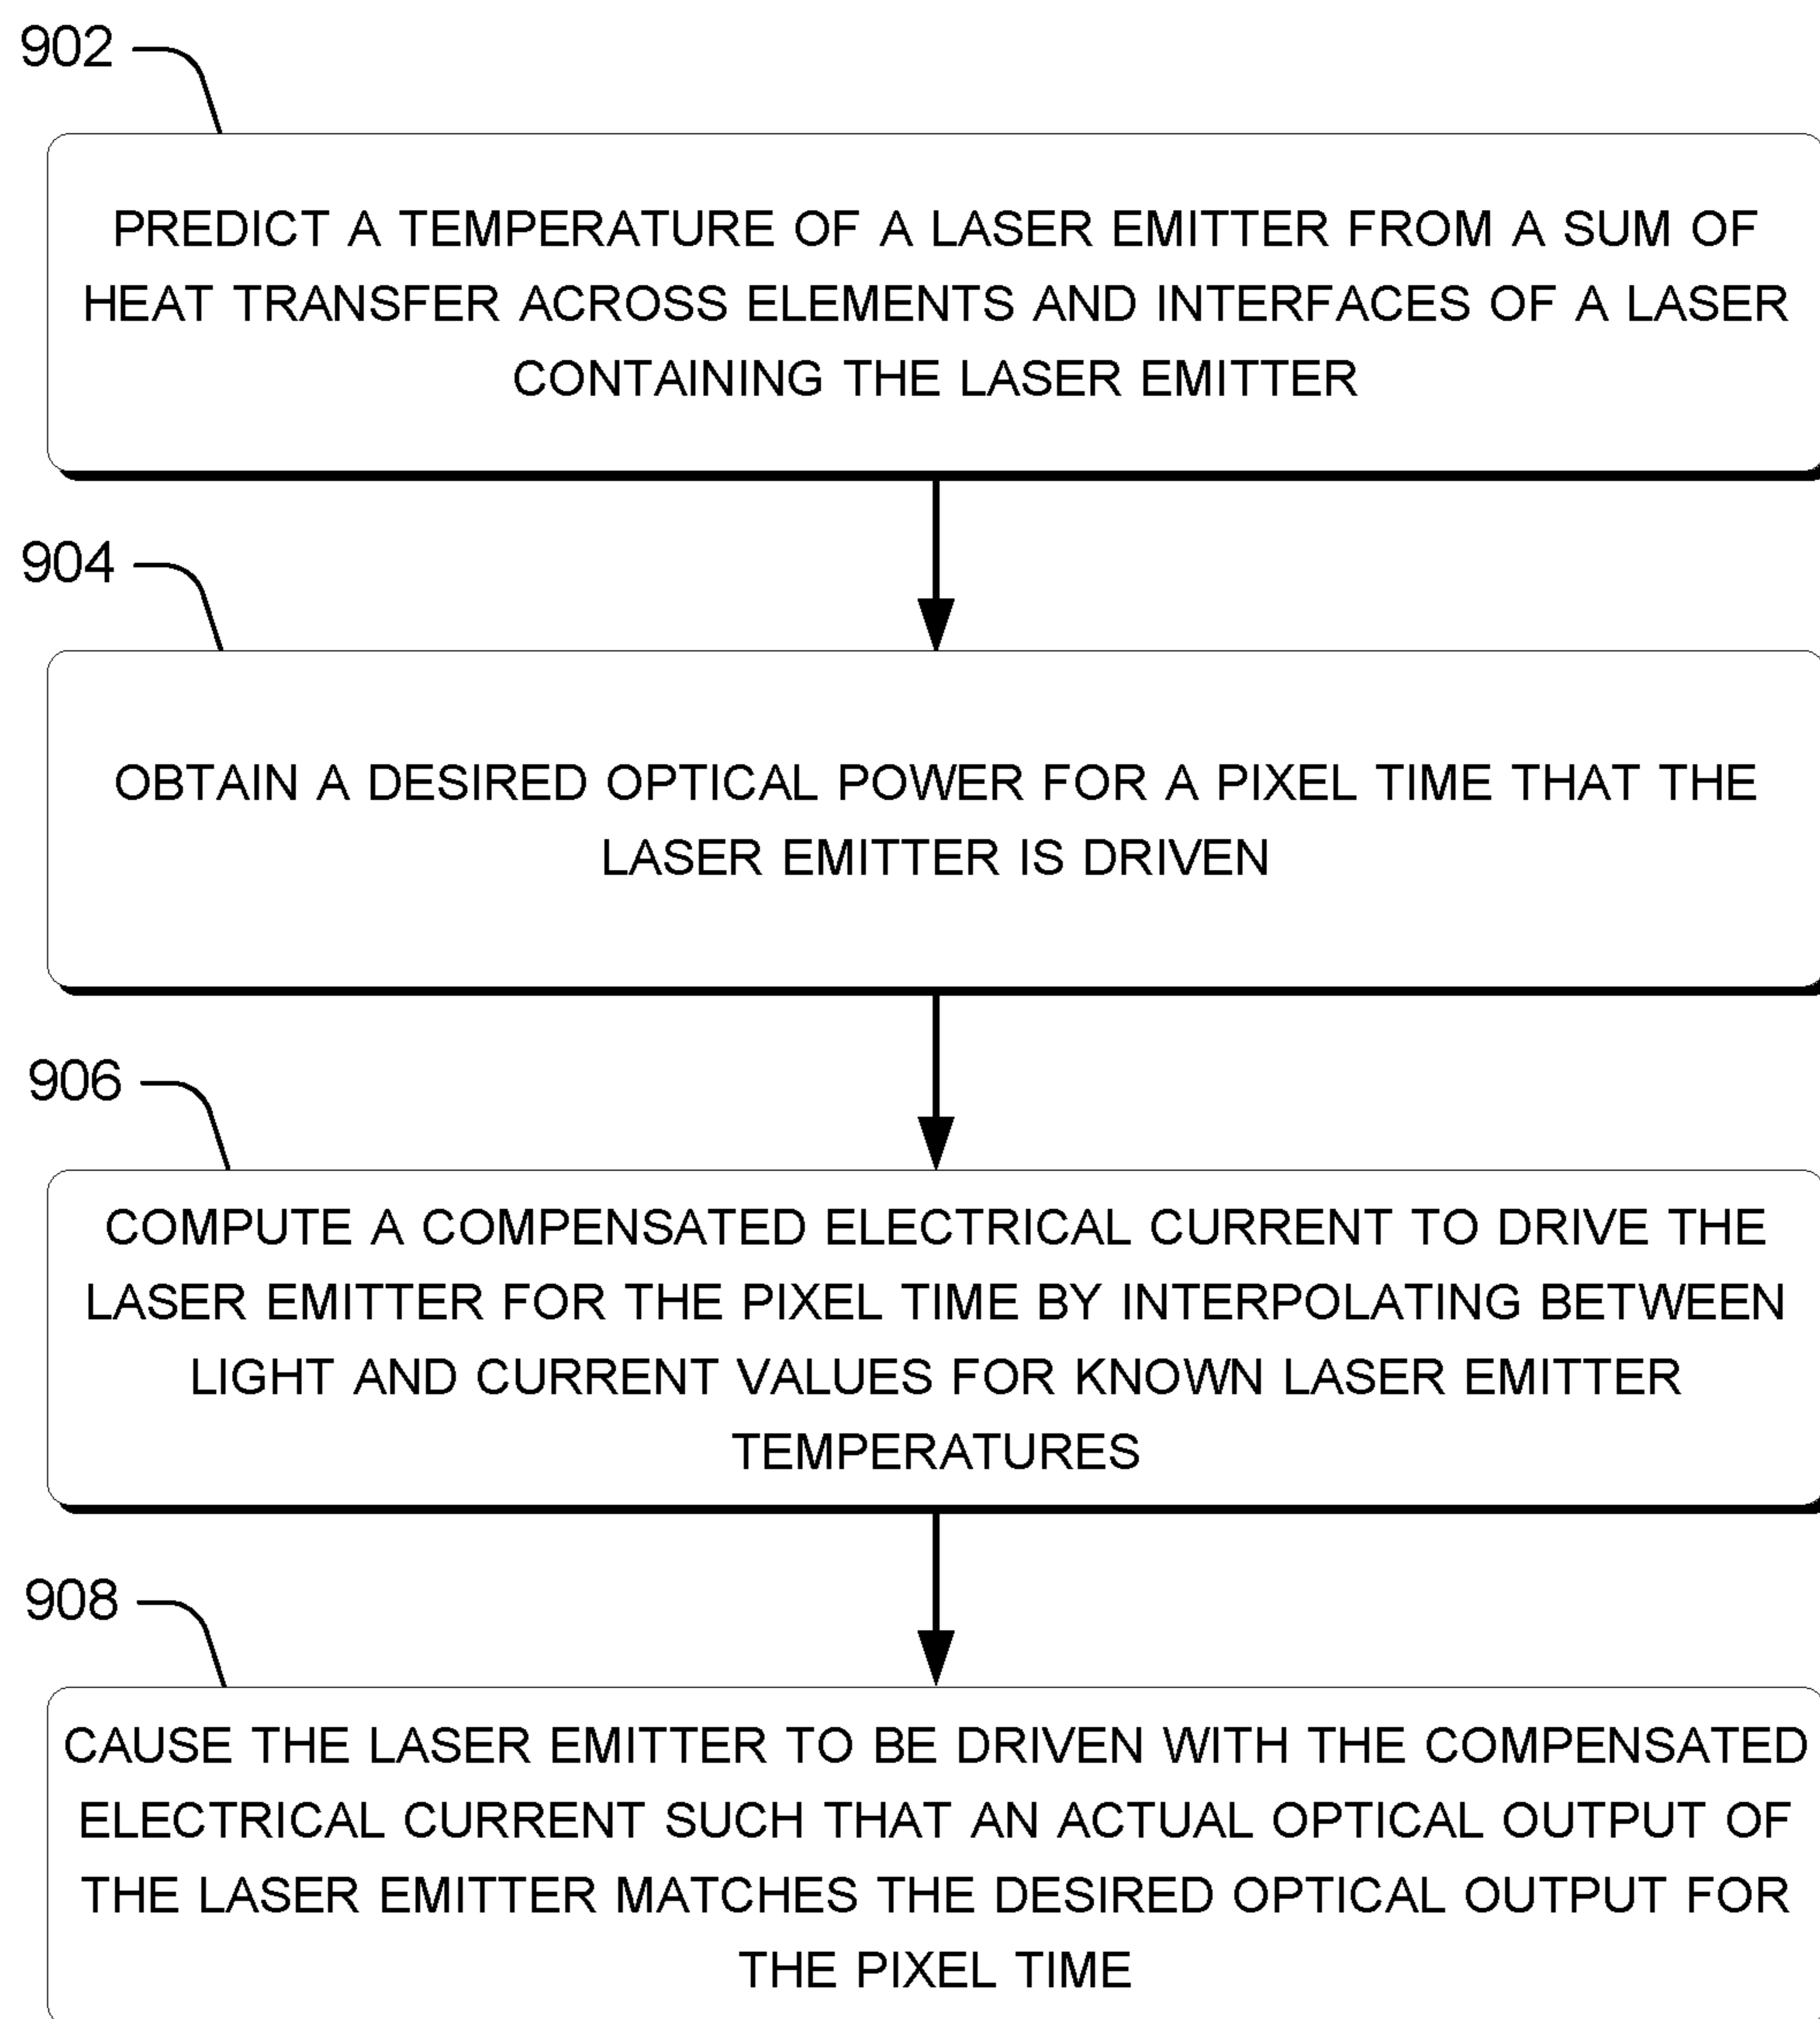 902
PREDICT A TEMPERATURE OF A LASER EMITTER FROM A SUM OF
HEAT TRANSFER ACROSS ELEMENTS AND INTERFACES OF A LASER
CONTAINING THE LASER EMITTER
904
OBTAIN A DESIRED OPTICAL POWER FOR A PIXEL TIME THAT THE
LASER EMITTER IS DRIVEN
906
COMPUTE A COMPENSATED ELECTRICAL CURRENT TO DRIVE THE
LASER EMITTER FOR THE PIXEL TIME BY INTERPOLATING BETWEEN
LIGHT AND CURRENT VALUES FOR KNOWN LASER EMITTER
TEMPERATURES
908
CAUSE THE LASER EMITTER TO BE DRIVEN WITH THE COMPENSATED
ELECTRICAL CURRENT SUCH THAT AN ACTUAL OPTICAL OUTPUT OF
THE LASER EMITTER MATCHES THE DESIRED OPTICAL OUTPUT FOR
THE PIXEL TIME